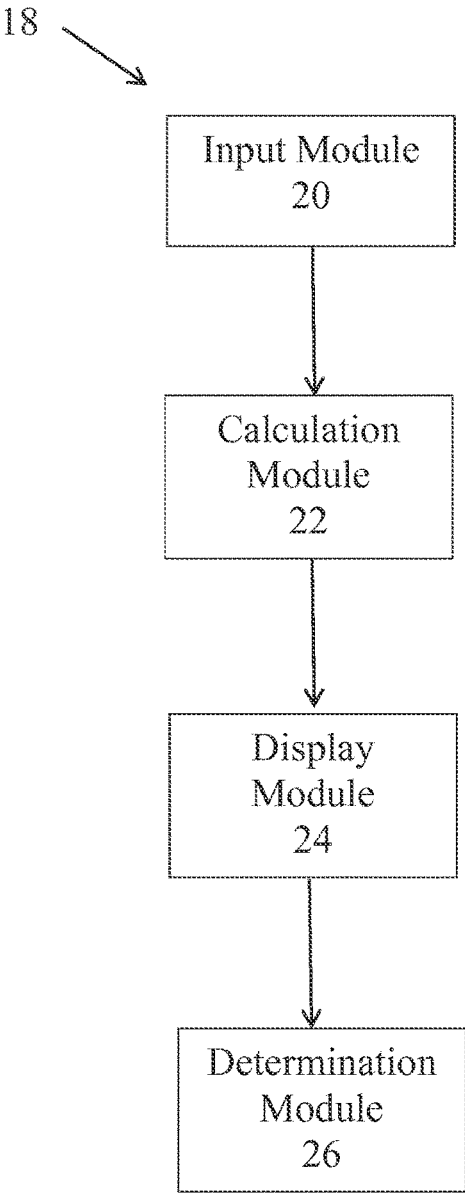 18
Input Module
20
Calculation
Module
22
Display
Module
24
Determination
Module
26